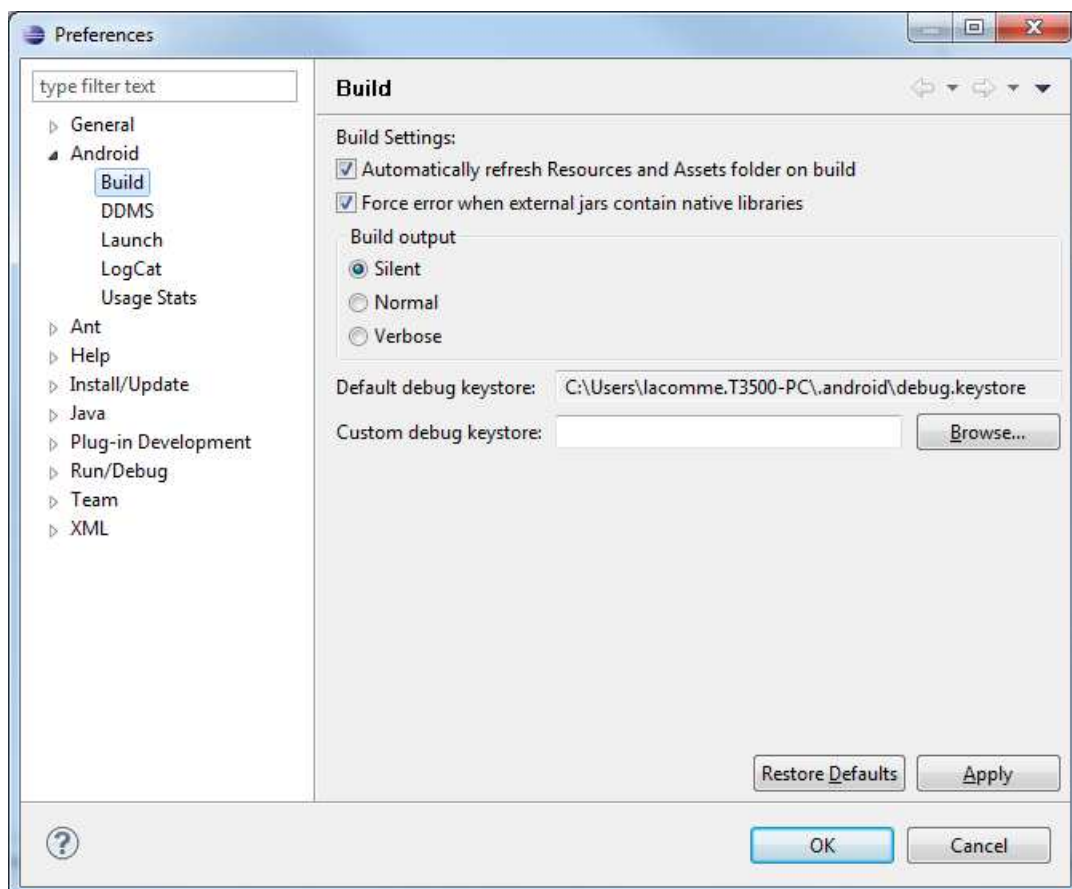 Preferences
type filter text
General
Android
Build
DDMS
Launch
LogCat
Usage Stats
Ant
Help
Install/Update
Java
Plug-in Development
Run/Debug
Team
XML
Build
Build Settings:
Automatically refresh Resources and Assets folder on build
Force error when external jars contain native libraries
Build output
Silent
Normal
Verbose
Default debug keystore: C:\Users\lacomme.T3500-PC\.android\debug.keystore
Custom debug keystore: Browse...
Restore Defaults Apply
? OK Cancel